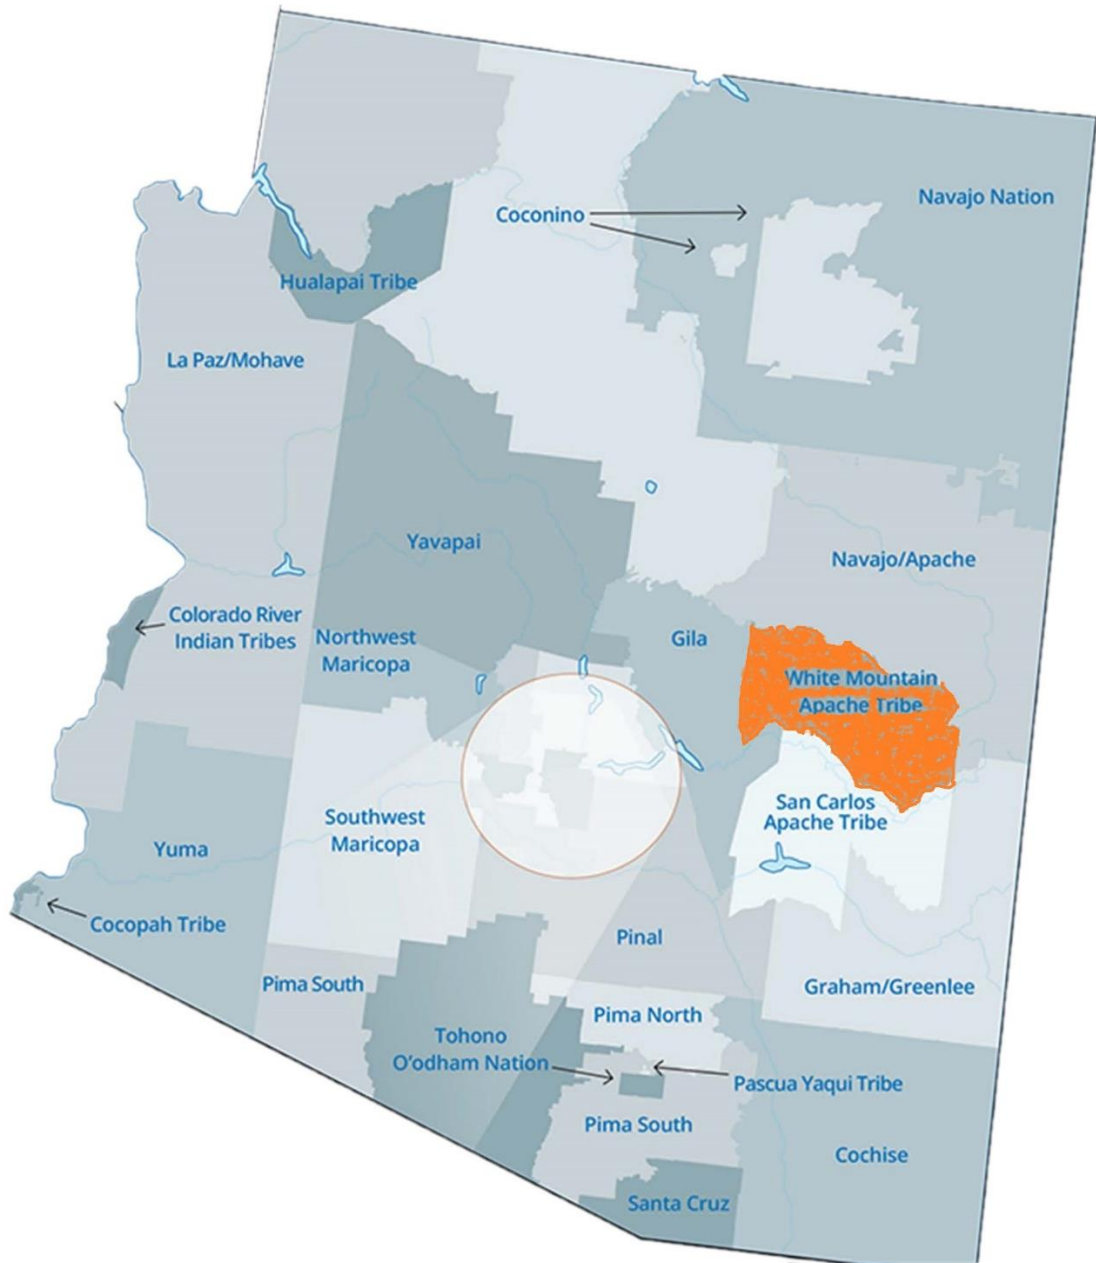 Navajo Nation
Coconino
Hualapai Tribe
La Paz/Mohave
Yavapai
Navajo/Apache
Colorado River
Indian Tribes
Northwest
Maricopa
Gila
White Mountain
Apache Tribe
San Carlos
Apache Tribe
Southwest
Maricopa
Yuma
Cocopah Tribe
Pinal
Pima South
Graham/Greenlee
Pima North
Tohono
O'odham Nation
Pascua Yaqui Tribe
Pima South
Cochise
Santa Cruz